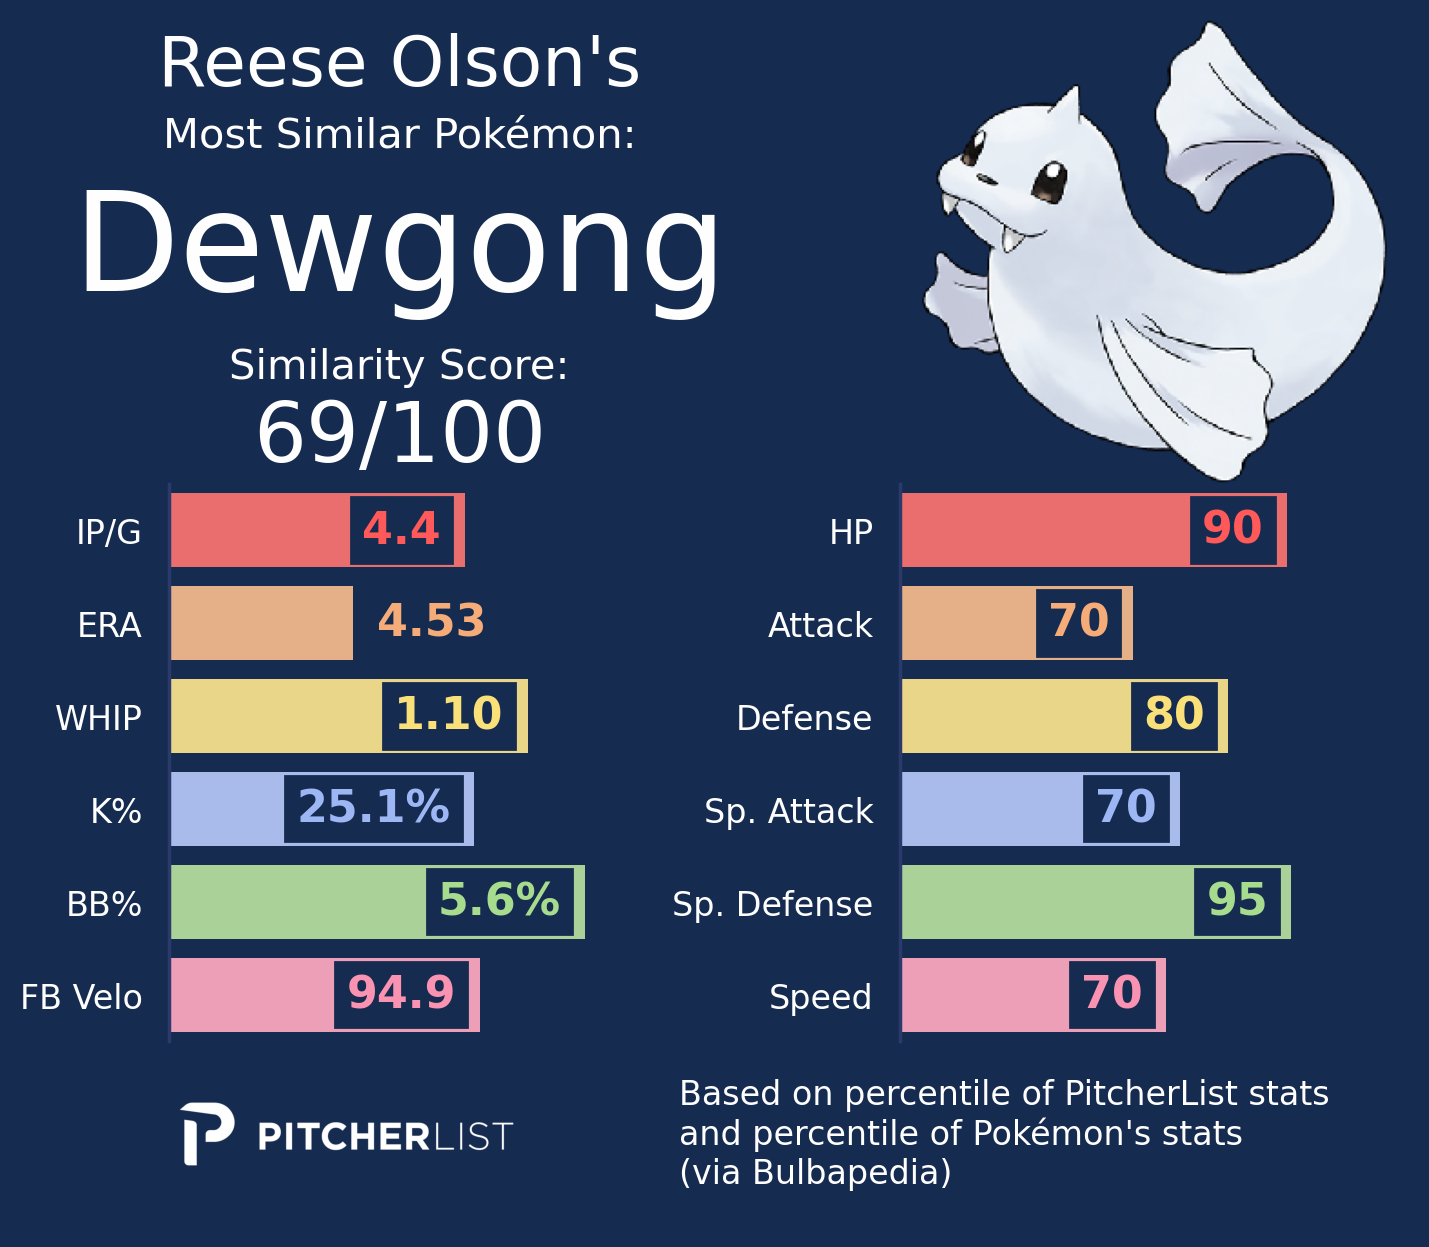 Reese Olson's
Most Similar Pokémon:
Dewgong
Similarity Score:
69/100
IP/G 4.4
ERA 4.53
WHIP 1.10
K% 25.1%
BB% 5.6%
FB Velo 94.9
HP 90
Attack 70
Defense 80
Sp. Attack 70
Sp. Defense 95
Speed 70
PITCHERLIST
Based on percentile of PitcherList stats
and percentile of Pokémon's stats
(via Bulbapedia)